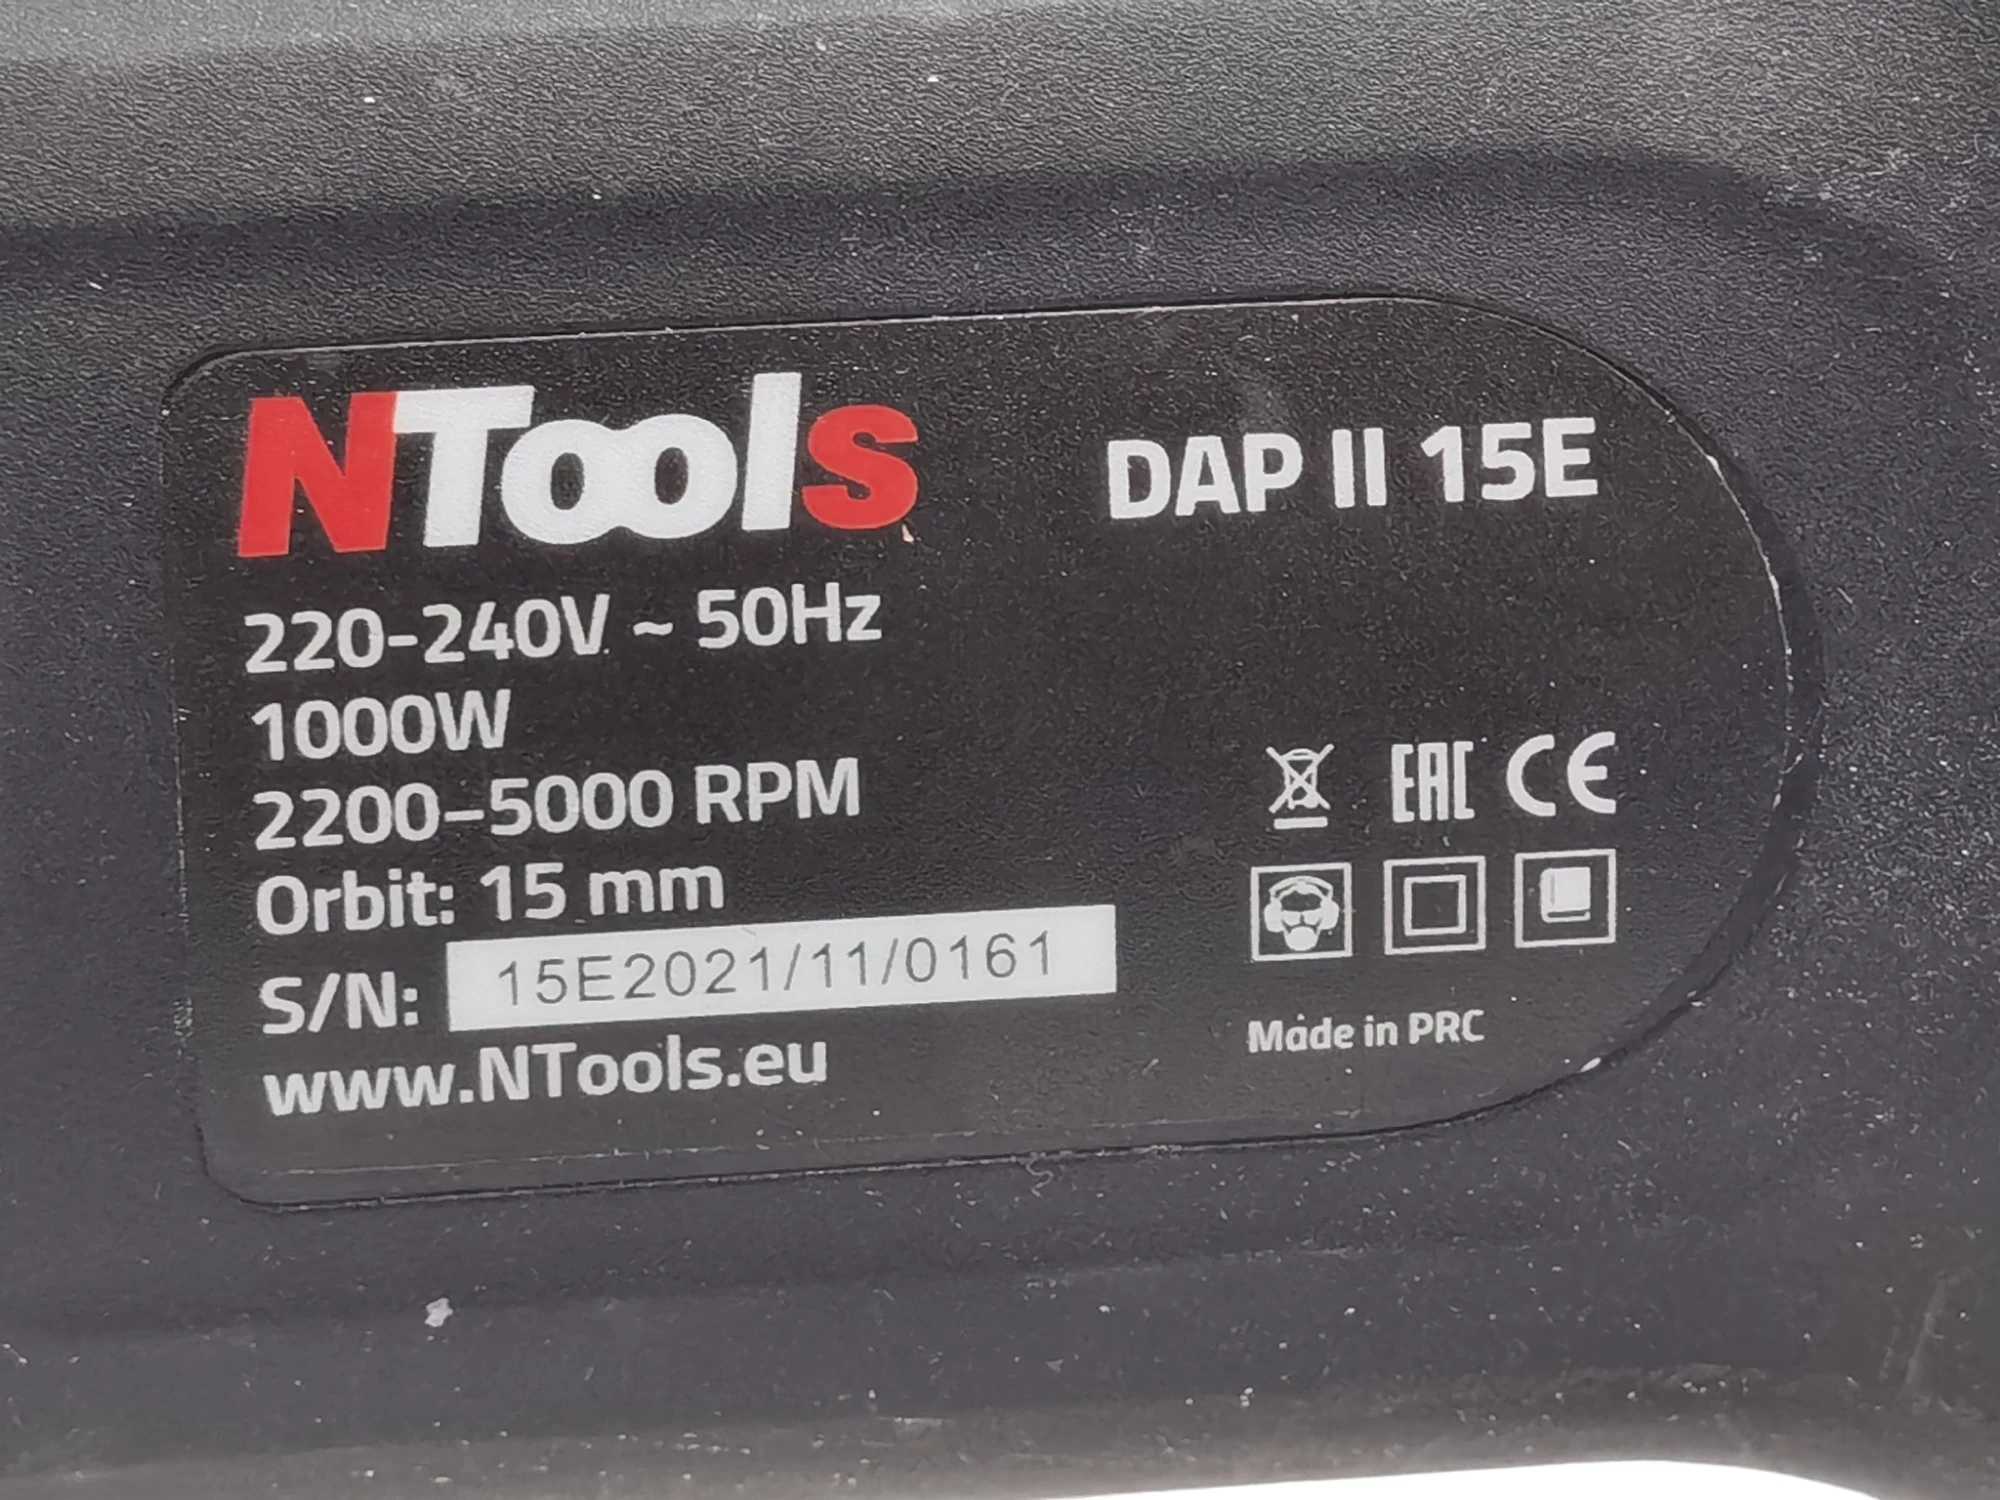 NTools
DAP II 15E
220-240V ~ 50Hz
1000W
2200-5000 RPM
Orbit: 15 mm
S/N: 15E2021/11/0161
www.NTools.eu
EAC CE
Made in PRC